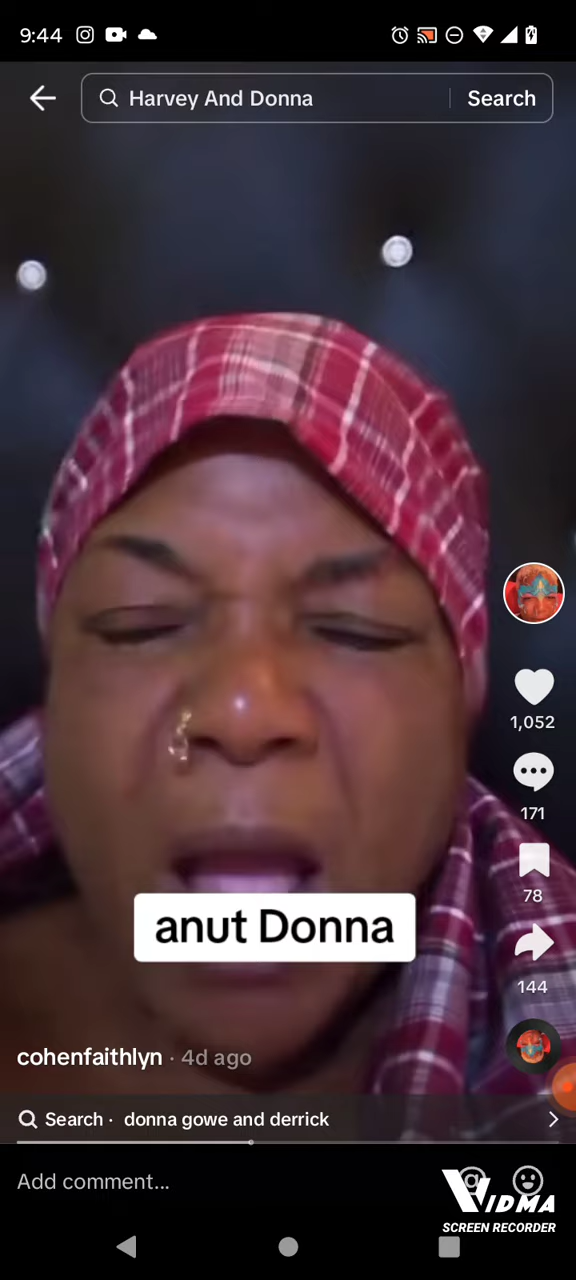 9:44
Harvey And Donna
Search
1,052
171
78
144
anut Donna
cohenfaithlyn · 4d ago
Search · donna gowe and derrick
Add comment...
@
VIDMA
SCREEN RECORDER